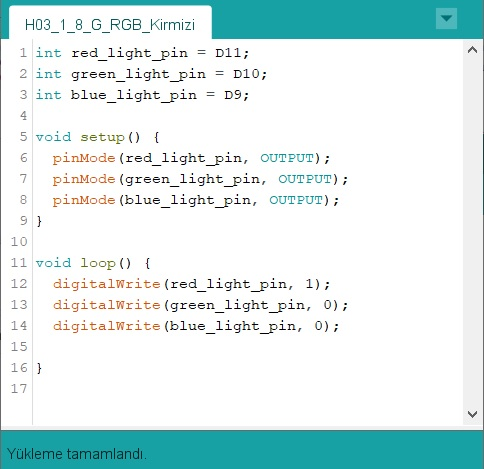 H03_1_8_G_RGB_Kirmizi
1 int red_light_pin = D11;
2 int green_light_pin = D10;
3 int blue_light_pin = D9;
4
5 void setup() {
6   pinMode(red_light_pin, OUTPUT);
7   pinMode(green_light_pin, OUTPUT);
8   pinMode(blue_light_pin, OUTPUT);
9 }
10
11 void loop() {
12   digitalWrite(red_light_pin, 1);
13   digitalWrite(green_light_pin, 0);
14   digitalWrite(blue_light_pin, 0);
15
16 }
17
Yükleme tamamlandı.